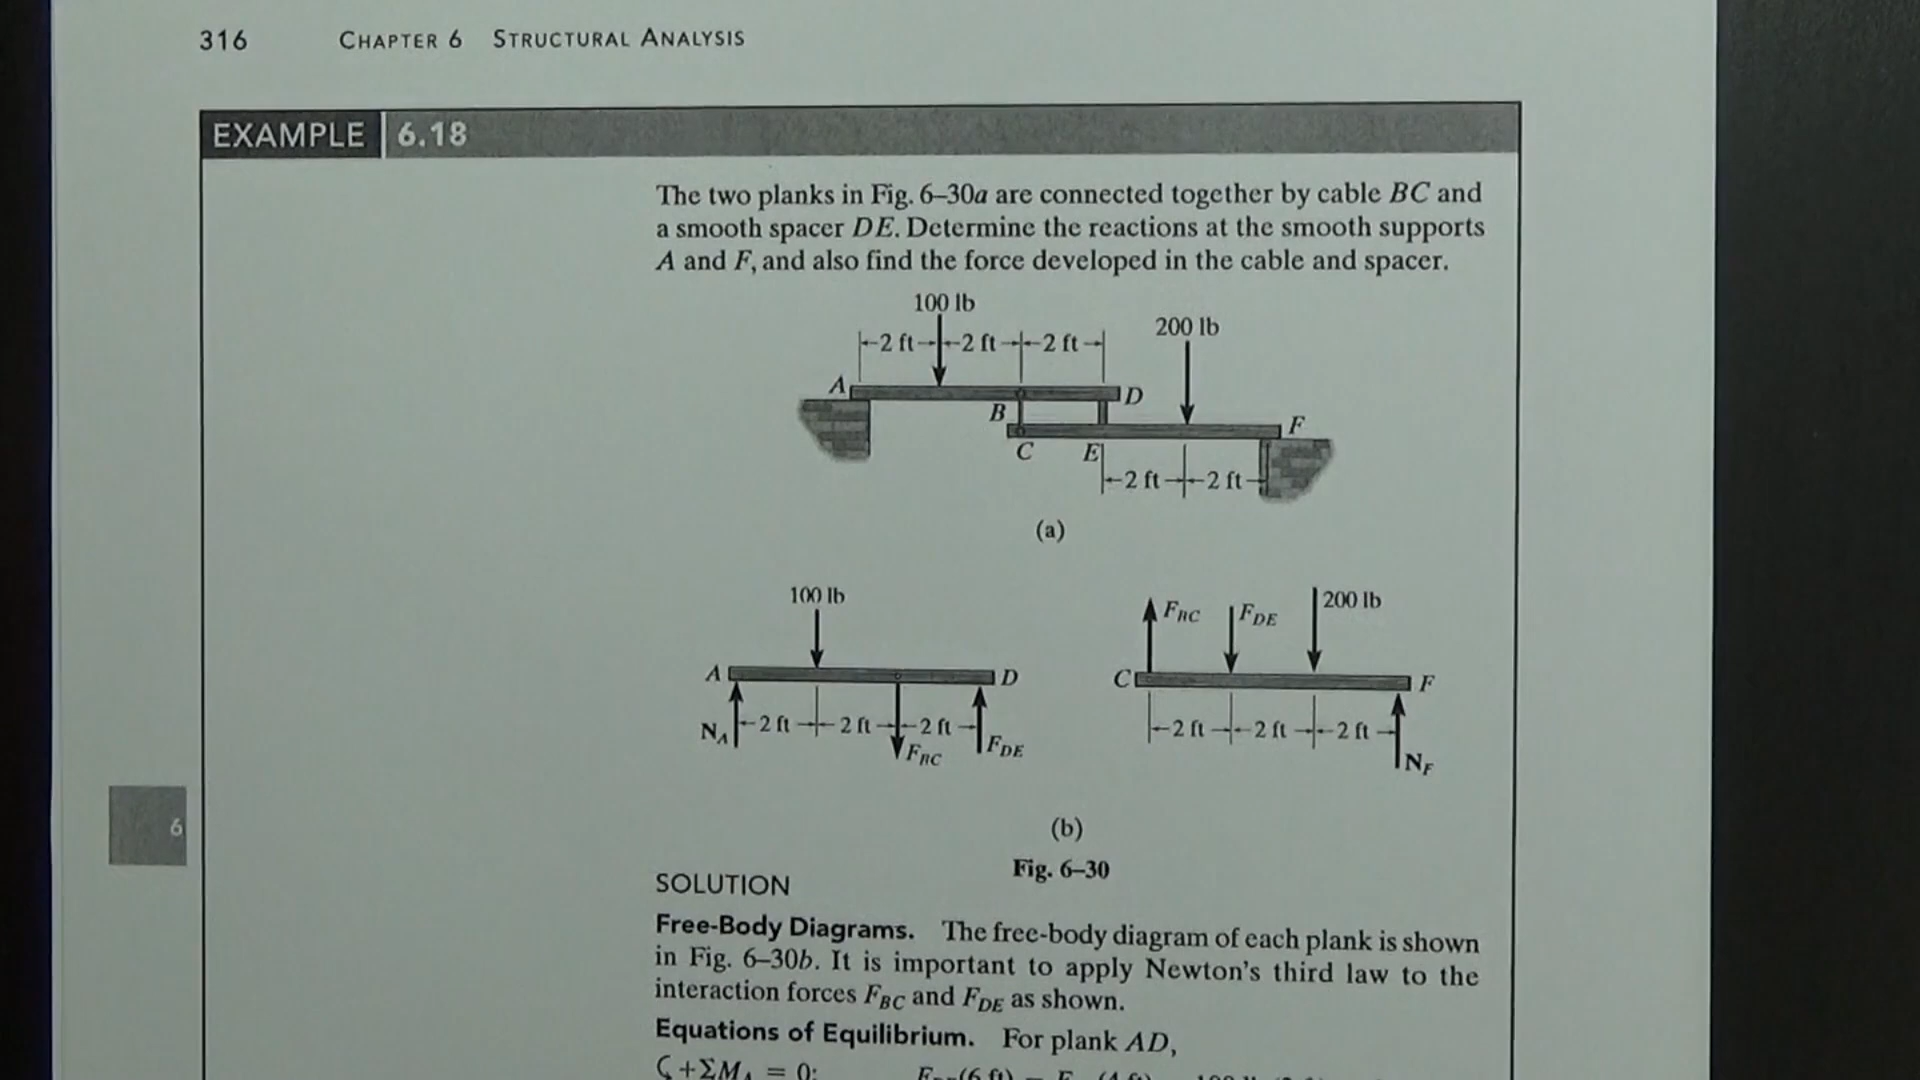 316 CHAPTER 6 STRUCTURAL ANALYSIS
EXAMPLE 6.18
The two planks in Fig. 6–30a are connected together by cable BC and
a smooth spacer DE. Determine the reactions at the smooth supports
A and F, and also find the force developed in the cable and spacer.
100 lb
200 lb
2 ft 2 ft 2 ft
A
D
B
F
C
E
2 ft 2 ft
(a)
100 lb
A
D
N_A
2 ft 2 ft 2 ft
F_BC
F_DE
F_BC
F_DE
200 lb
C
F
2 ft 2 ft 2 ft
N_F
6
(b)
Fig. 6–30
SOLUTION
Free-Body Diagrams. The free-body diagram of each plank is shown
in Fig. 6–30b. It is important to apply Newton's third law to the
interaction forces F_BC and F_DE as shown.
Equations of Equilibrium. For plank AD,
↺+ΣM_A = 0;